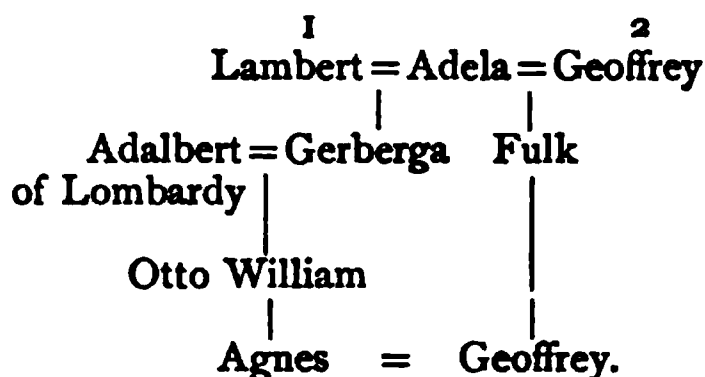 1 2
Lambert = Adela = Geoffrey
Adalbert = Gerberga Fulk
of Lombardy
Otto William
Agnes = Geoffrey.